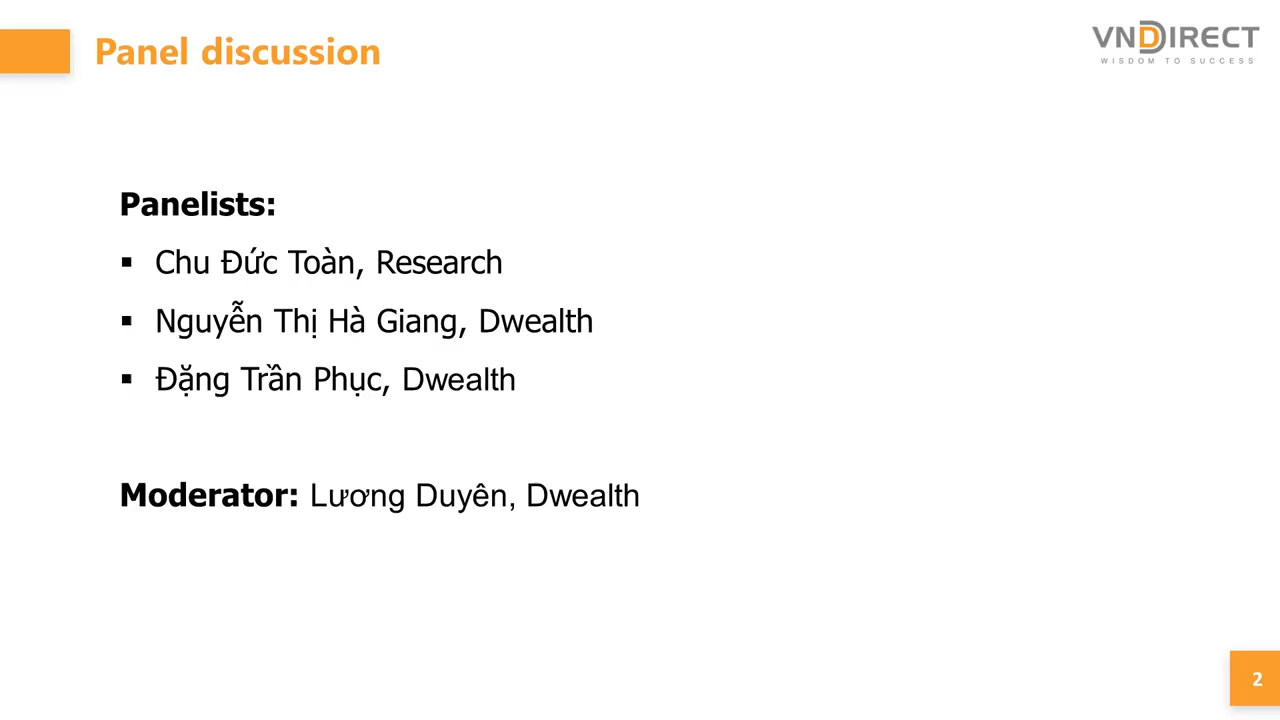 Panel discussion
VNDIRECT
WISDOM TO SUCCESS
Panelists:
▪ Chu Đức Toàn, Research
▪ Nguyễn Thị Hà Giang, Dwealth
▪ Đặng Trần Phục, Dwealth
Moderator: Lương Duyên, Dwealth
2